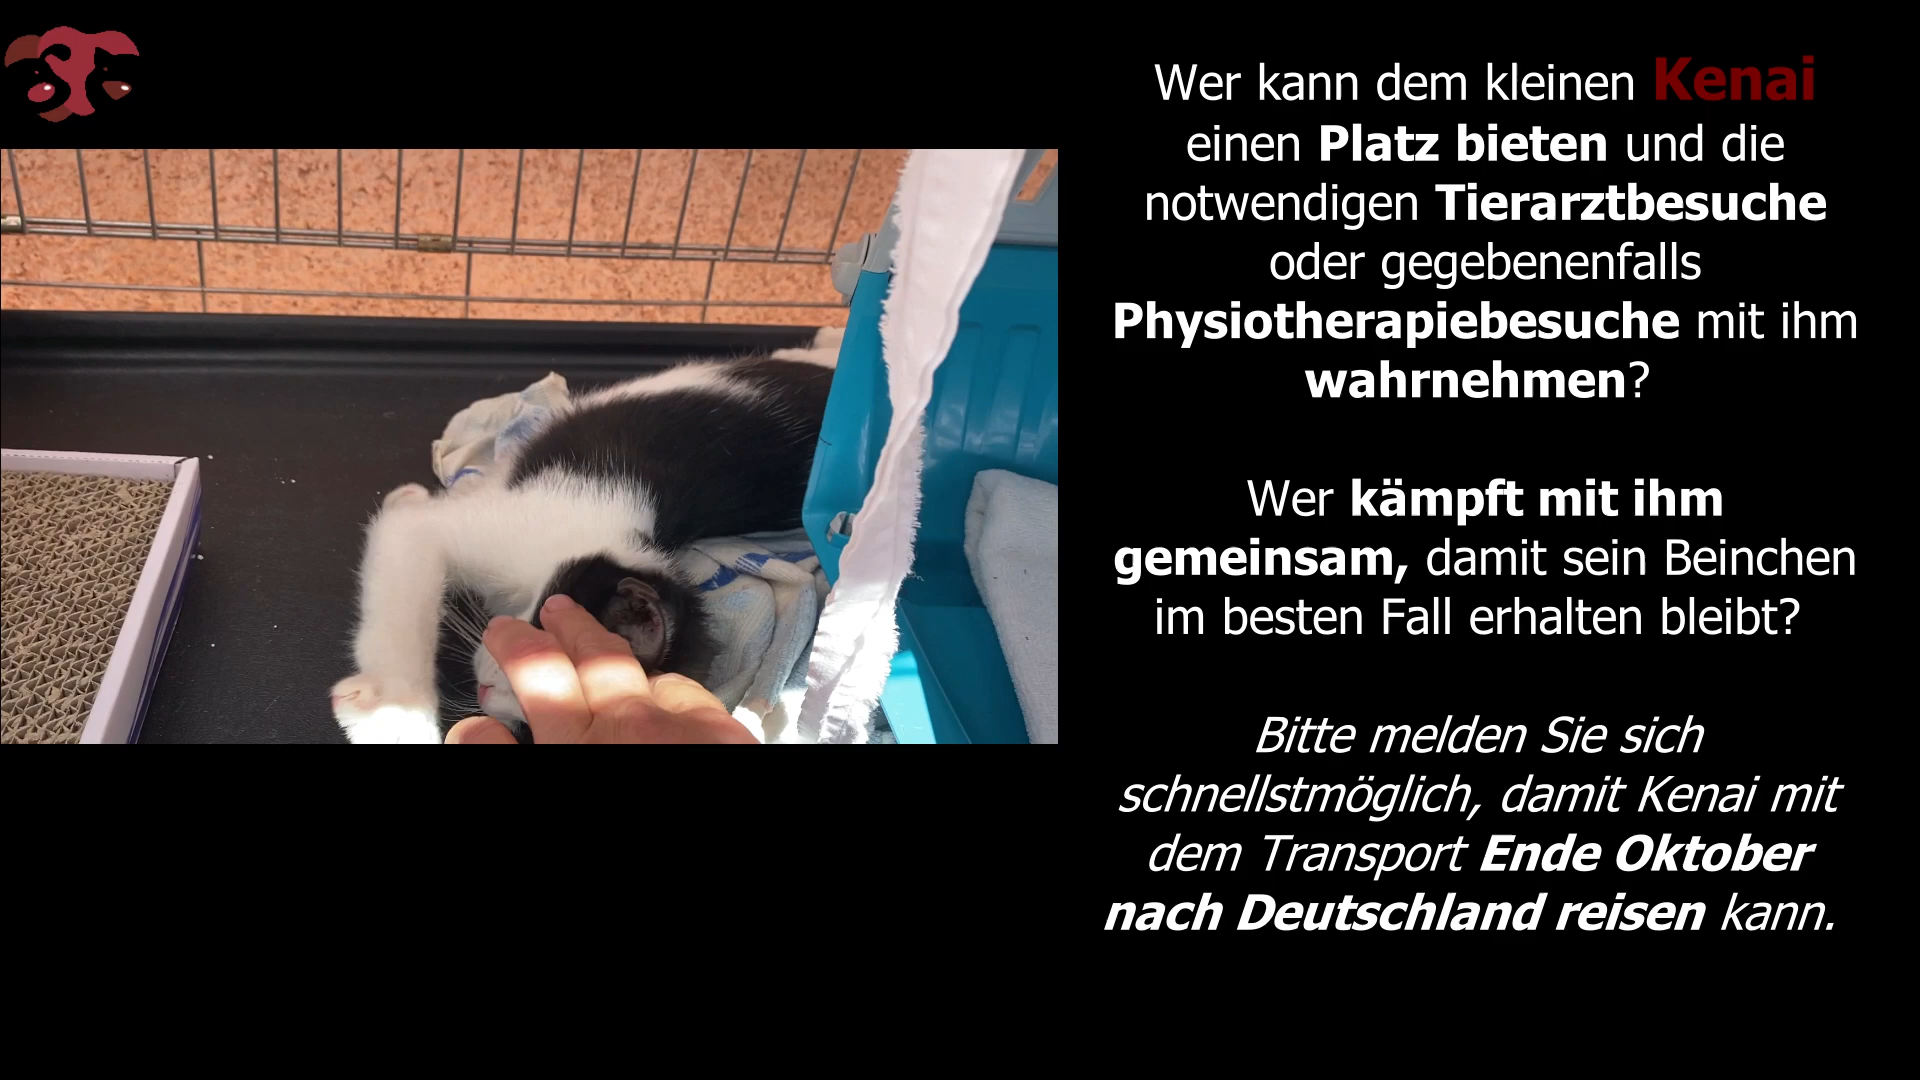 Wer kann dem kleinen Kenai
einen Platz bieten und die
notwendigen Tierarztbesuche
oder gegebenenfalls
Physiotherapiebesuche mit ihm
wahrnehmen?
Wer kämpft mit ihm
gemeinsam, damit sein Beinchen
im besten Fall erhalten bleibt?
Bitte melden Sie sich
schnellstmöglich, damit Kenai mit
dem Transport Ende Oktober
nach Deutschland reisen kann.